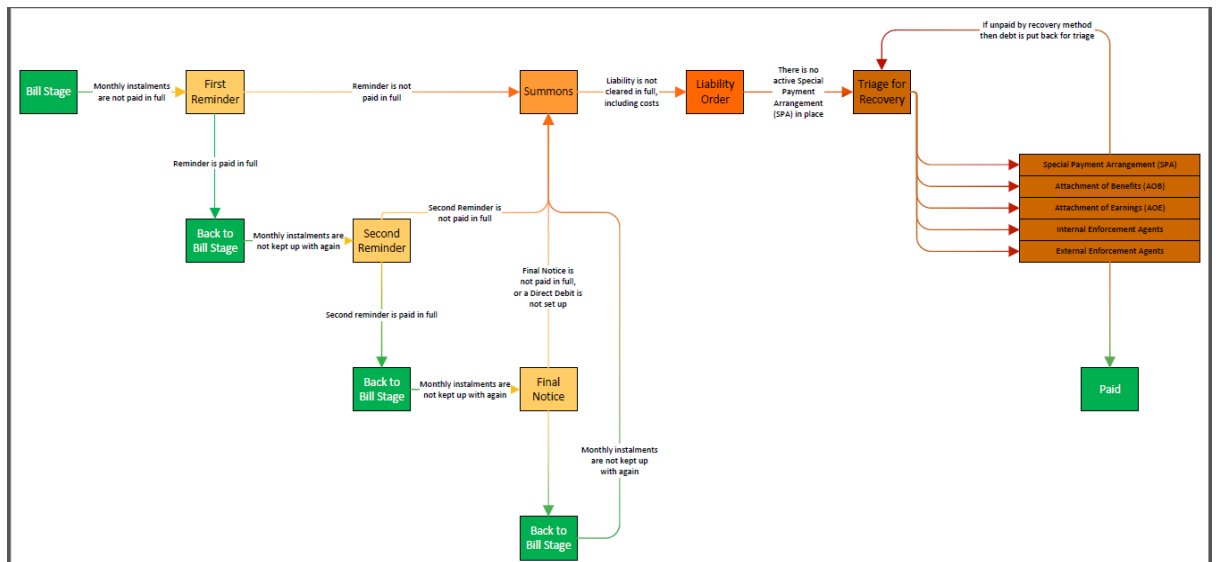 If unpaid by recovery method
then debt is put back for triage
Bill Stage
Monthly instalments
are not paid in full
First
Reminder
Reminder is not
paid in full
Summons
Liability is not
cleared in full,
including costs
Liability
Order
There is no
active Special
Payment
Arrangement
(SPA) in place
Triage for
Recovery
Reminder is paid in full
Special Payment Arrangement (SPA)
Attachment of Benefits (AOB)
Attachment of Earnings (AOE)
Internal Enforcement Agents
External Enforcement Agents
Second Reminder is
not paid in full
Back to
Bill Stage
Monthly instalments are
not kept up with again
Second
Reminder
Final Notice is
not paid in full,
or a Direct Debit is
not set up
Second reminder is paid in full
Back to
Bill Stage
Monthly instalments are
not kept up with again
Final
Notice
Paid
Monthly instalments
are not kept up
with again
Back to
Bill Stage